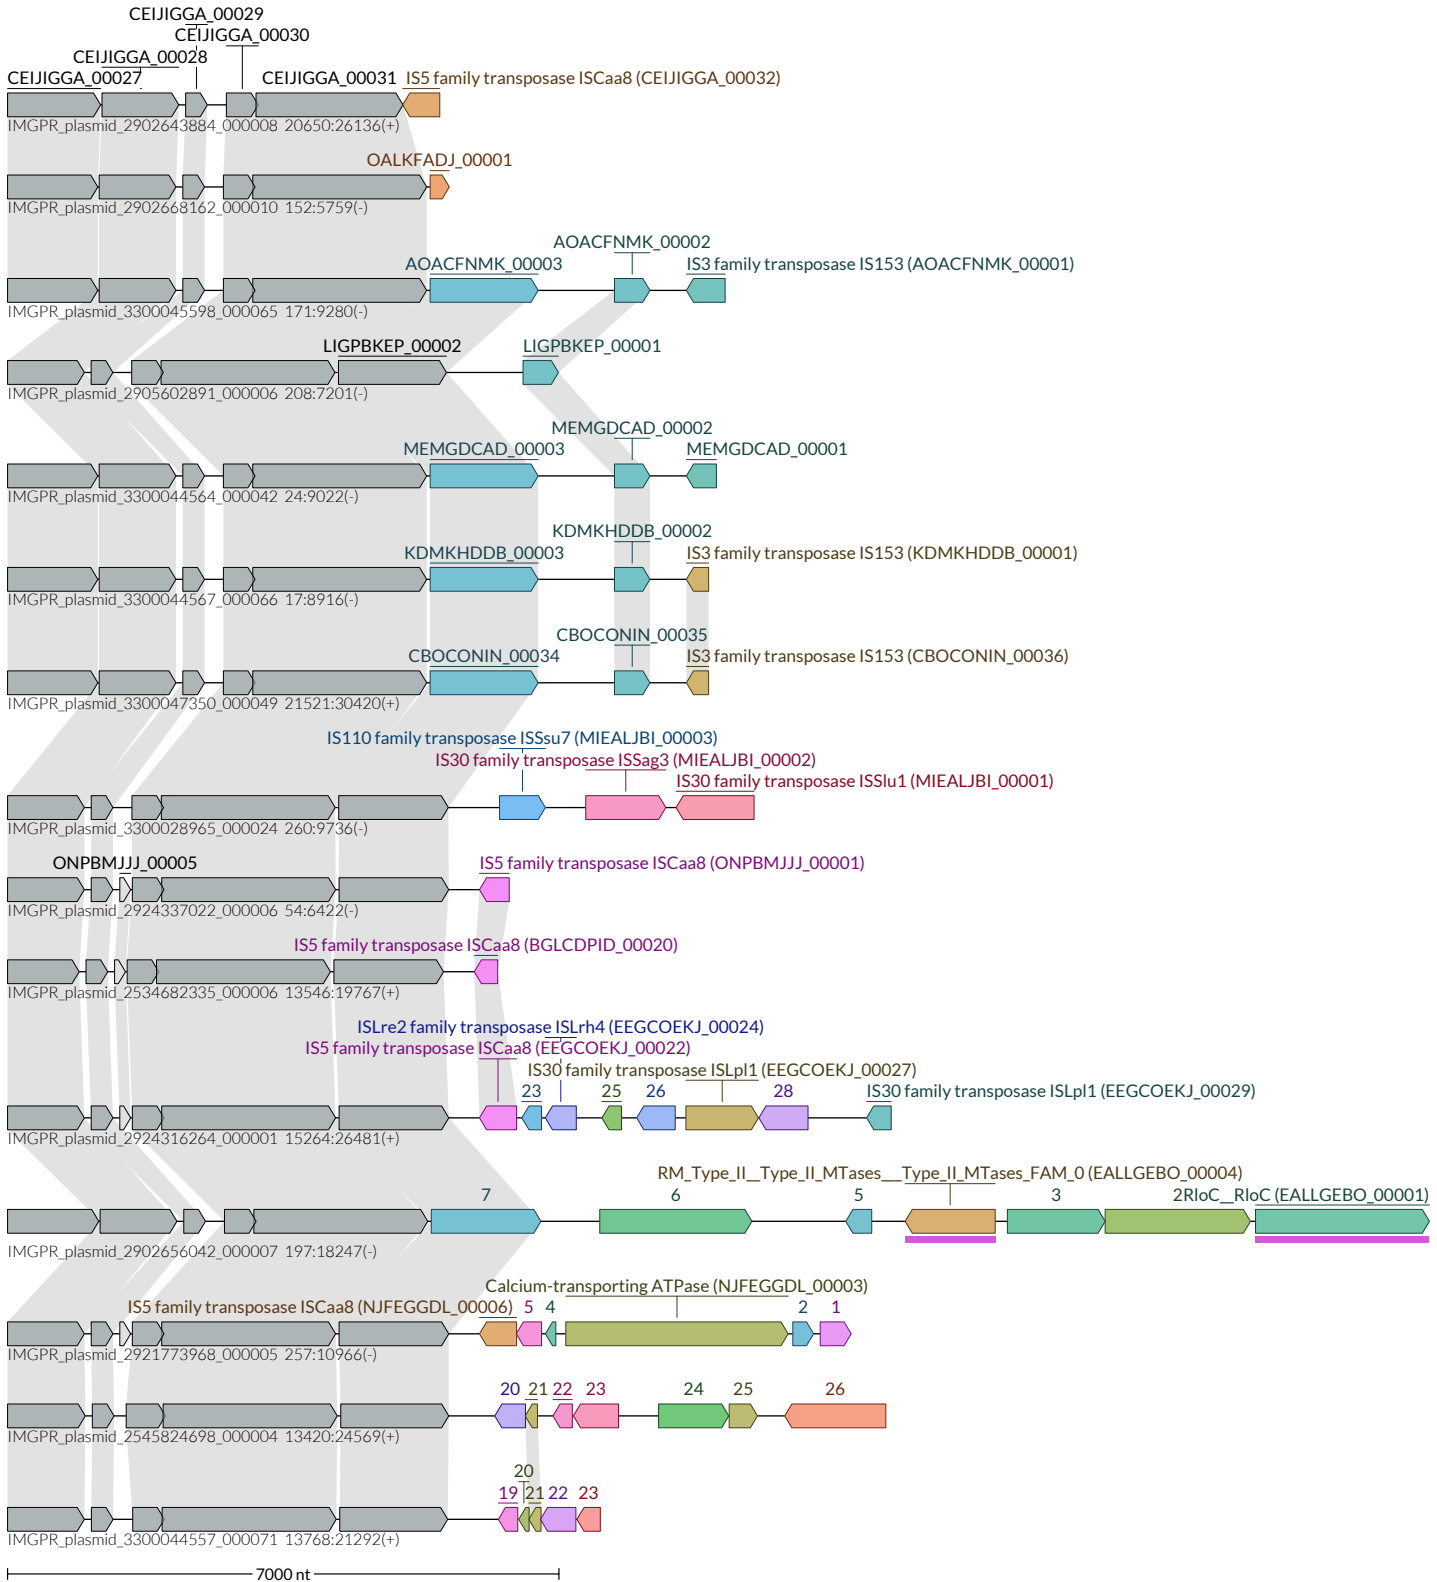 CEIJIGGA_00029
CEIJIGGA_00030
CEIJIGGA_00028
CEIJIGGA_00027 CEIJIGGA_00031 IS5 family transposase ISCaa8 (CEIJIGGA_00032)
IMGPR_plasmid_2902643884_000008 20650:26136(+)
OALKFADJ_00001
IMGPR_plasmid_2902668162_000010 152:5759(-)
AOACFNMK_00002
AOACFNMK_00003 IS3 family transposase IS153 (AOACFNMK_00001)
IMGPR_plasmid_3300045598_000065 171:9280(-)
LIGPBKEP_00002 LIGPBKEP_00001
IMGPR_plasmid_2905602891_000006 208:7201(-)
MEMGDCAD_00002
MEMGDCAD_00003 MEMGDCAD_00001
IMGPR_plasmid_3300044564_000042 24:9022(-)
KDMKHDDB_00002
KDMKHDDB_00003 IS3 family transposase IS153 (KDMKHDDB_00001)
IMGPR_plasmid_3300044567_000066 17:8916(-)
CBOCONIN_00035
CBOCONIN_00034 IS3 family transposase IS153 (CBOCONIN_00036)
IMGPR_plasmid_3300047350_000049 21521:30420(+)
IS110 family transposase ISSsu7 (MIEALJBI_00003)
IS30 family transposase ISSag3 (MIEALJBI_00002)
IS30 family transposase ISSlu1 (MIEALJBI_00001)
IMGPR_plasmid_3300028965_000024 260:9736(-)
ONPBMJJJ_00005 IS5 family transposase ISCaa8 (ONPBMJJJ_00001)
IMGPR_plasmid_2924337022_000006 54:6422(-)
IS5 family transposase ISCaa8 (BGLCDPID_00020)
IMGPR_plasmid_2534682335_000006 13546:19767(+)
ISLre2 family transposase ISLrh4 (EEGCOEKJ_00024)
IS5 family transposase ISCaa8 (EEGCOEKJ_00022)
IS30 family transposase ISLpl1 (EEGCOEKJ_00027)
23 25 26 28 IS30 family transposase ISLpl1 (EEGCOEKJ_00029)
IMGPR_plasmid_2924316264_000001 15264:26481(+)
RM_Type_II__Type_II_MTases___Type_II_MTases_FAM_0 (EALLGEBO_00004)
7 6 5 3 2 RloC__RloC (EALLGEBO_00001)
IMGPR_plasmid_2902656042_000007 197:18247(-)
Calcium-transporting ATPase (NJFEGGDL_00003)
IS5 family transposase ISCaa8 (NJFEGGDL_00006) 5 4 2 1
IMGPR_plasmid_2921773968_000005 257:10966(-)
20 21 22 23 24 25 26
IMGPR_plasmid_2545824698_000004 13420:24569(+)
20
19 21 22 23
IMGPR_plasmid_3300044557_000071 13768:21292(+)
7000 nt